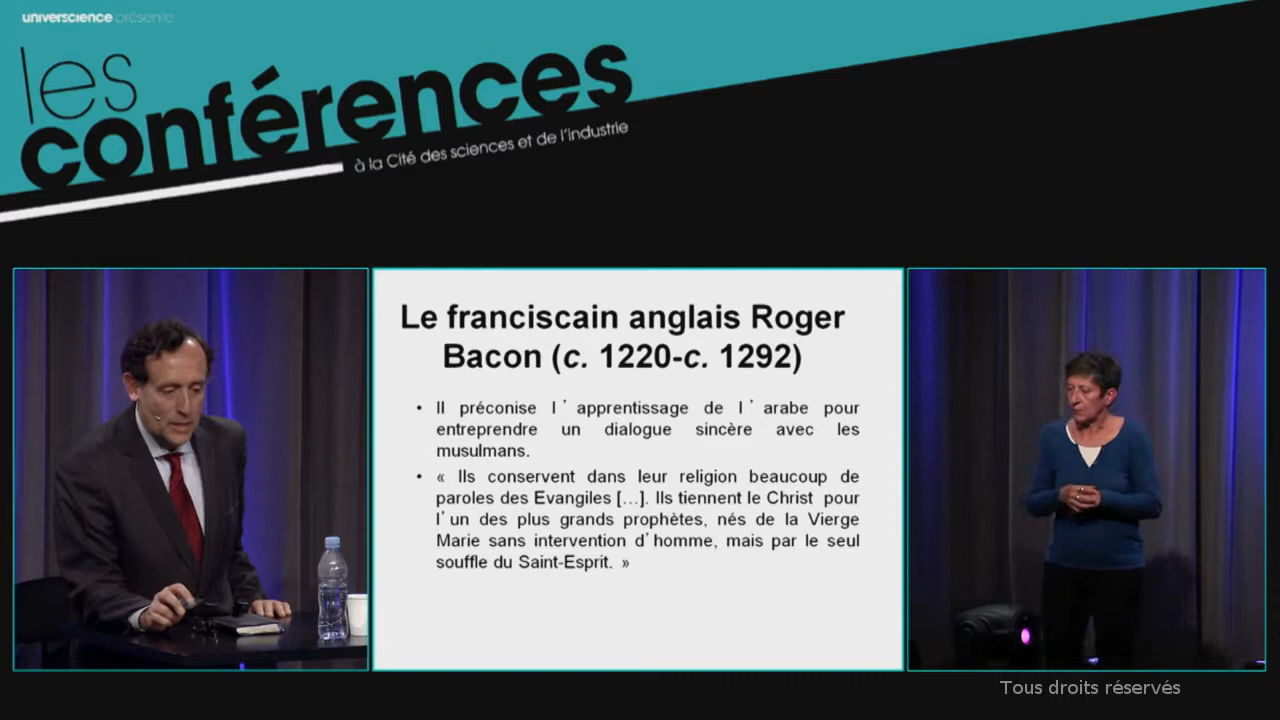 universcience présente
les
conférences
à la Cité des sciences et de l'industrie
Le franciscain anglais Roger
Bacon (c. 1220-c. 1292)
• Il préconise l'apprentissage de l'arabe pour
entreprendre un dialogue sincère avec les
musulmans.
• « Ils conservent dans leur religion beaucoup de
paroles des Evangiles […]. Ils tiennent le Christ pour
l'un des plus grands prophètes, nés de la Vierge
Marie sans intervention d'homme, mais par le seul
souffle du Saint-Esprit. »
Tous droits réservés